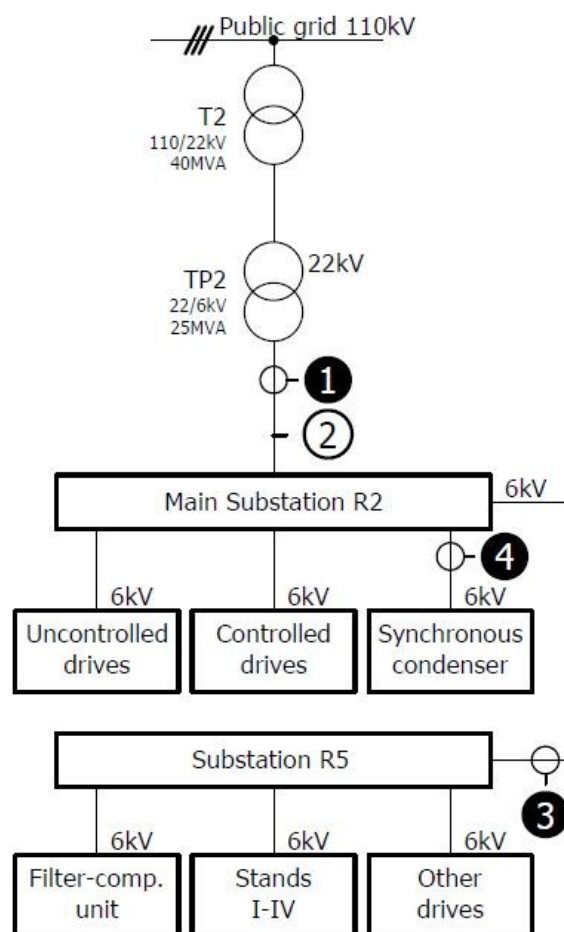 Public grid 110kV
T2
110/22kV
40MVA
22kV
TP2
22/6kV
25MVA
1
2
Main Substation R2
6kV
4
6kV
6kV
6kV
Uncontrolled
drives
Controlled
drives
Synchronous
condenser
Substation R5
3
6kV
6kV
6kV
Filter-comp.
unit
Stands
I-IV
Other
drives